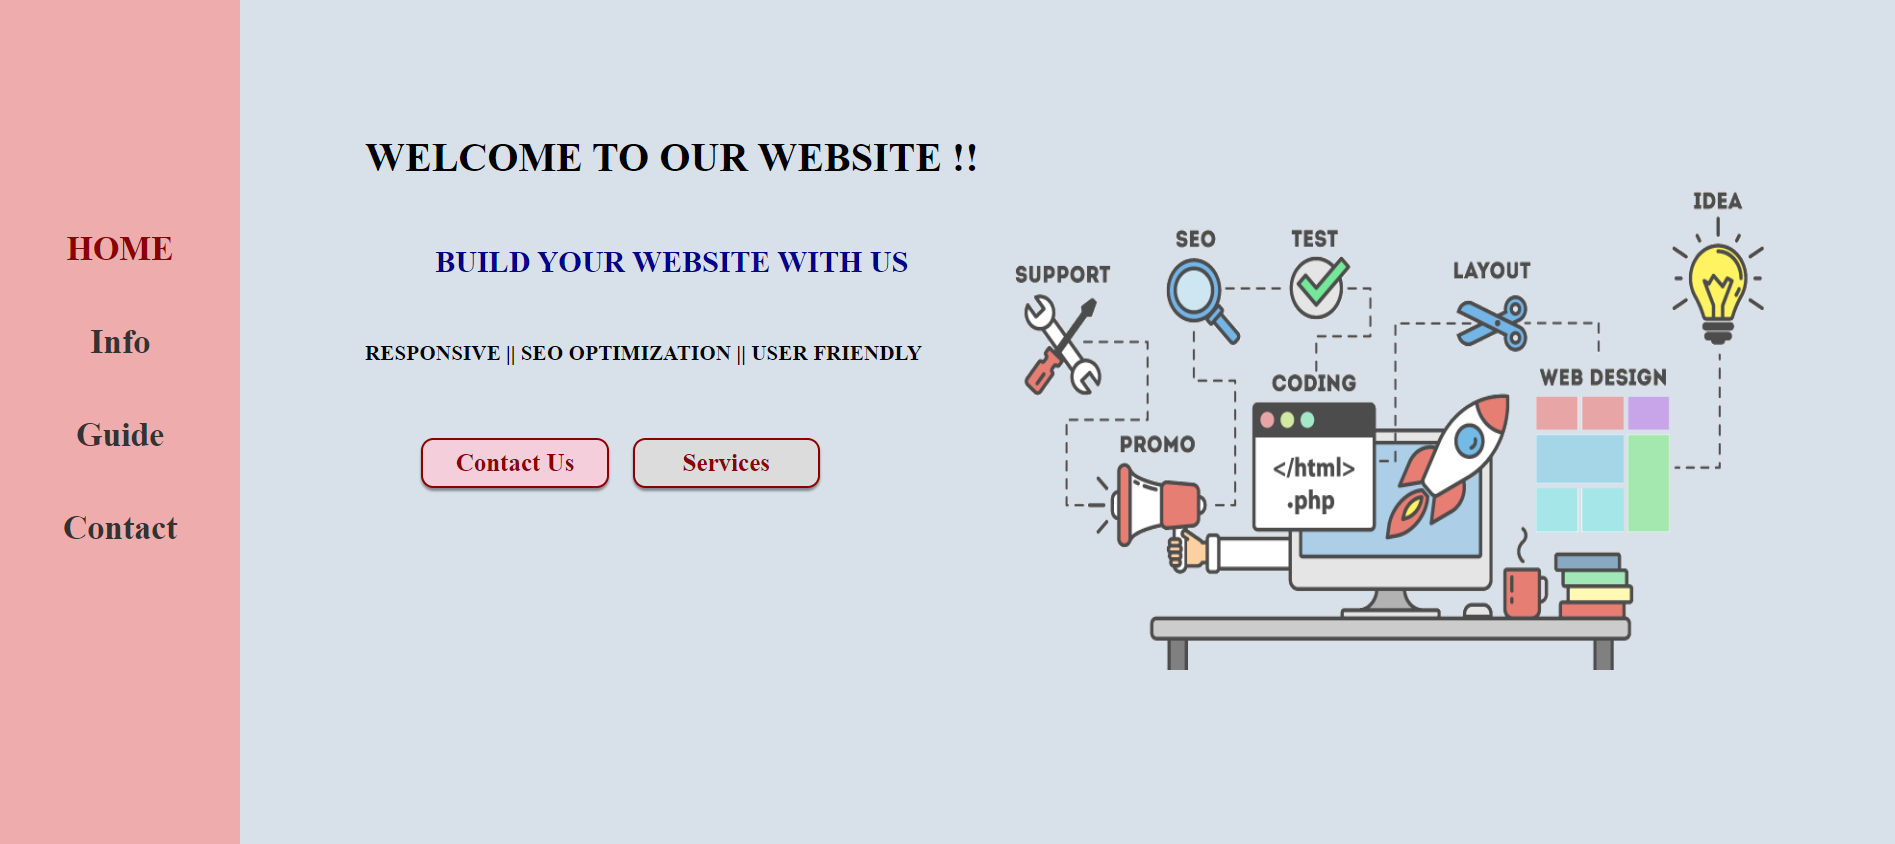 HOME
Info
Guide
Contact
WELCOME TO OUR WEBSITE !!
BUILD YOUR WEBSITE WITH US
RESPONSIVE || SEO OPTIMIZATION || USER FRIENDLY
Contact Us
Services
SUPPORT
SEO
TEST
LAYOUT
IDEA
CODING
WEB DESIGN
PROMO
</html>
.php